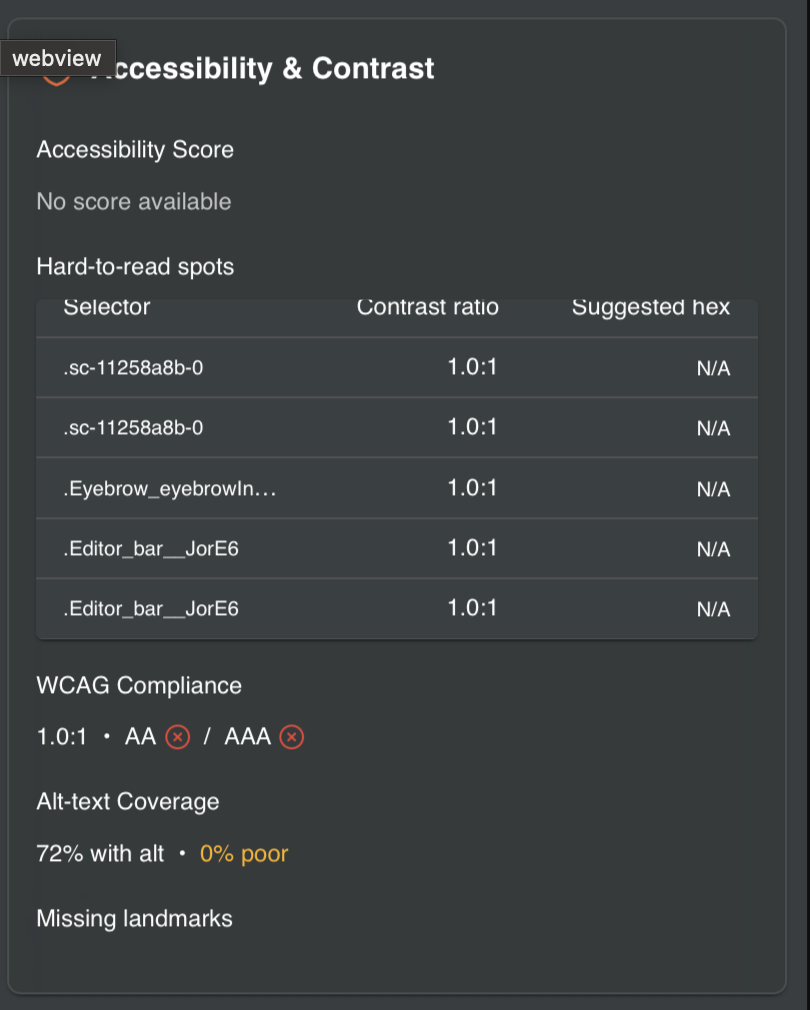 webview
Accessibility & Contrast
Accessibility Score
No score available
Hard-to-read spots
Selector Contrast ratio Suggested hex
.sc-11258a8b-0 1.0:1 N/A
.sc-11258a8b-0 1.0:1 N/A
.Eyebrow_eyebrowIn... 1.0:1 N/A
.Editor_bar__JorE6 1.0:1 N/A
.Editor_bar__JorE6 1.0:1 N/A
WCAG Compliance
1.0:1 • AA / AAA
Alt-text Coverage
72% with alt • 0% poor
Missing landmarks